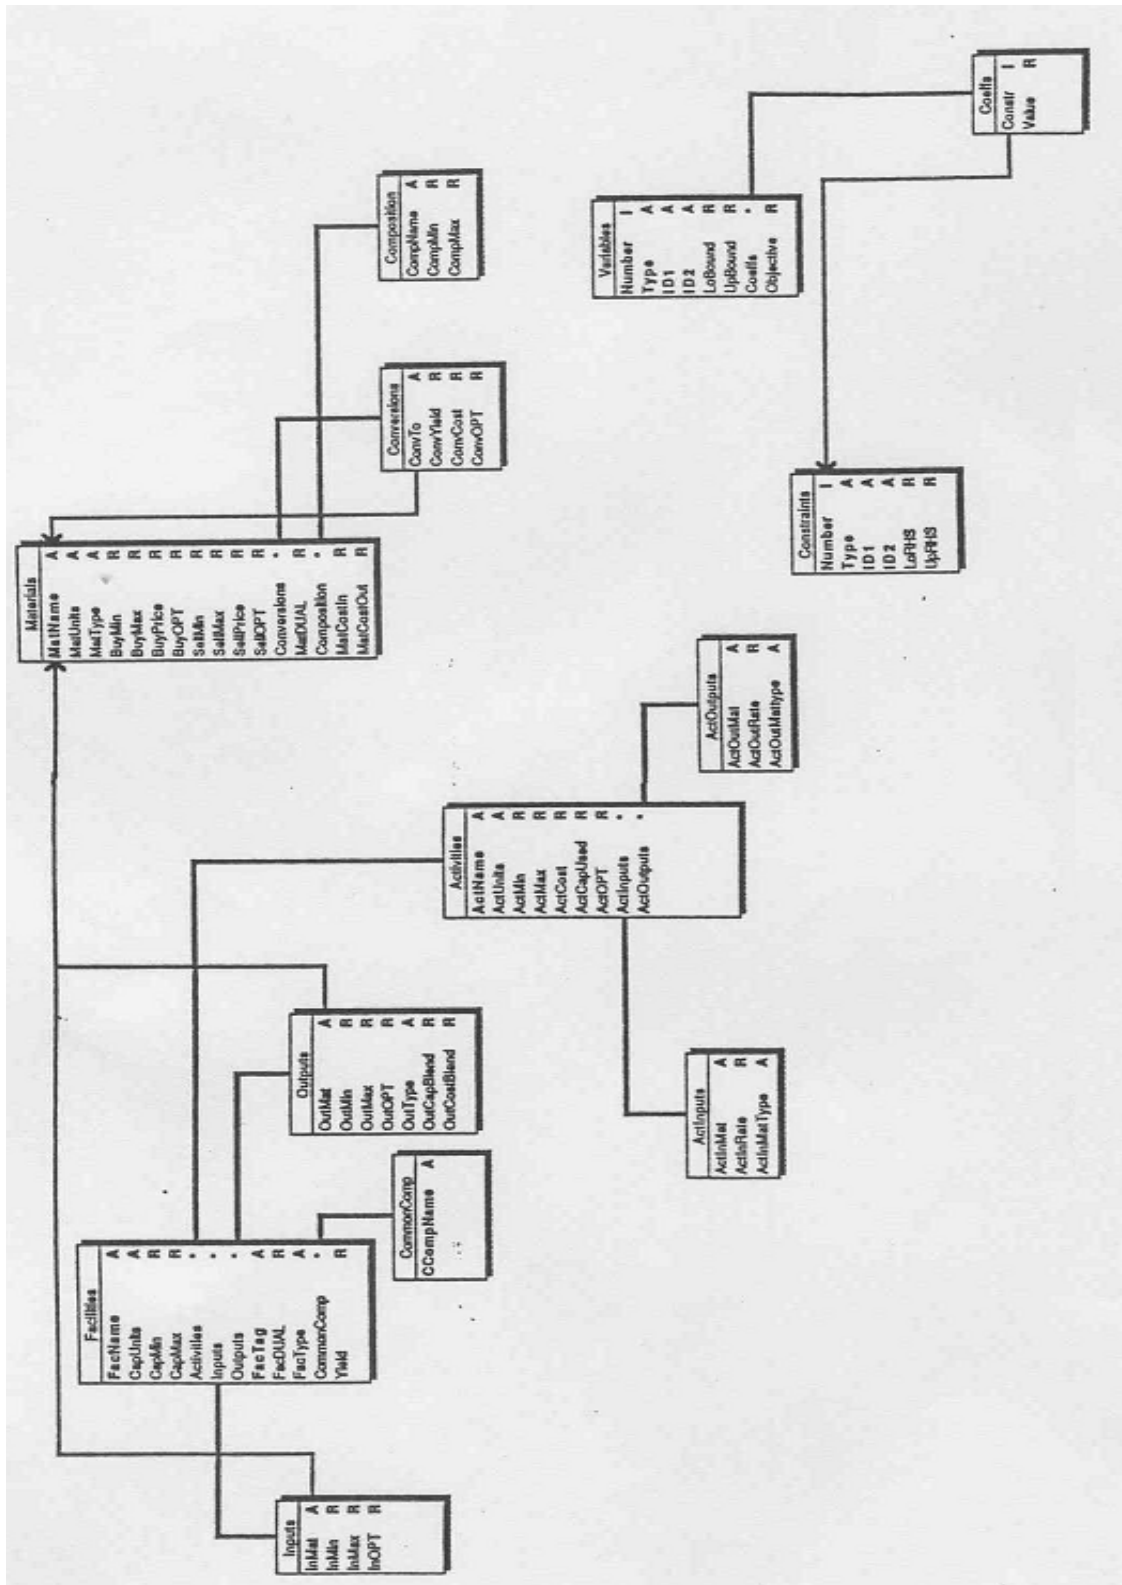 Materials
MatName A
MatUnits A
MatType A
BuyMin R
BuyMax R
BuyPrice R
BuyOPT R
SellMin R
SellMax R
SellPrice R
SellOPT R
Conversions *
MatDUAL R
Composition *
MatCostIn R
MatCostOut R
Composition
CompName A
CompMin R
CompMax R
Conversions
ConvTo A
ConvYield R
ConvCost R
ConvOPT R
Facilities
FacName A
CapUnits A
CapMin R
CapMax R
Activities *
Inputs *
Outputs *
FacTag A
FacDUAL R
FacType A
CommonComp *
Yield R
Inputs
InMat A
InMin R
InMax R
InOPT R
Outputs
OutMat A
OutMin R
OutMax R
OutOPT R
OutType A
OutCapBlend R
OutCostBlend R
CommonComp
CCompName A
Activities
ActName A
ActUnits A
ActMin R
ActMax R
ActCost R
ActCapUsed R
ActOPT R
ActInputs *
ActOutputs *
ActInputs
ActInMat A
ActInRate R
ActInMatType A
ActOutputs
ActOutMat A
ActOutRate R
ActOutMattype A
Variables
Number I
Type A
ID1 A
ID2 A
LoBound R
UpBound R
Coeffs *
Objective R
Constraints
Number I
Type A
ID1 A
ID2 A
LoRHS R
UpRHS R
Coeffs
Constr I
Value R